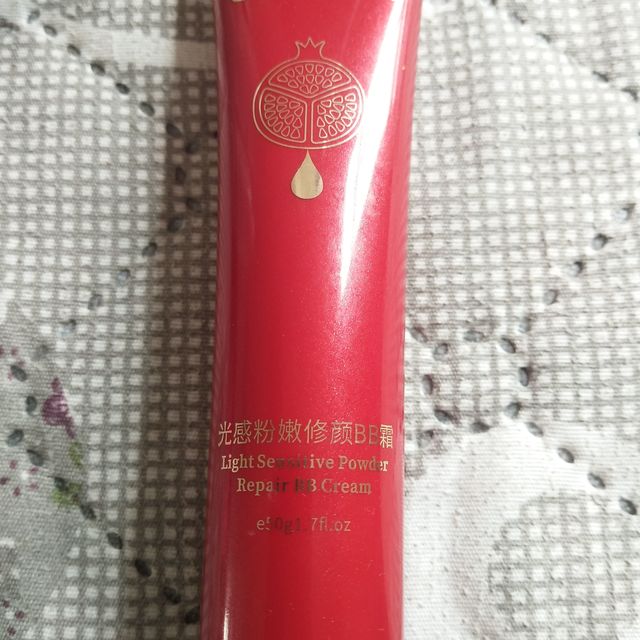 光感粉嫩修颜BB霜
Light Sensitive Powder
Repair BB Cream
e50g1.7fl.oz